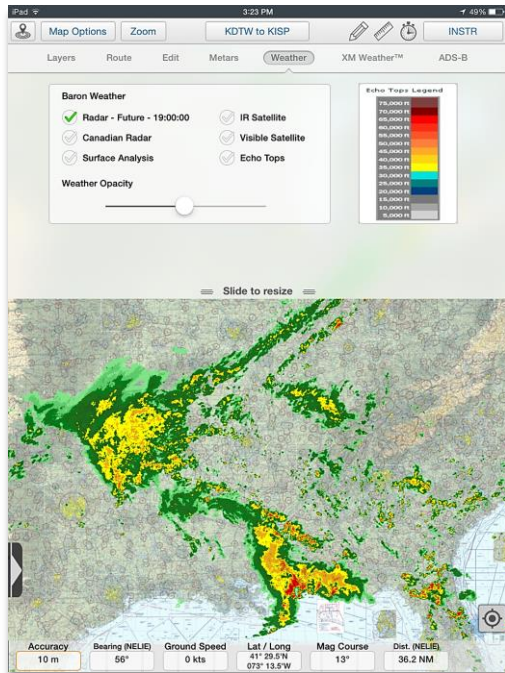 iPad 3:23 PM 49%
Map Options Zoom KDTW to KISP INSTR
Layers Route Edit Metars Weather XM Weather™ ADS-B
Baron Weather
Radar - Future - 19:00:00 IR Satellite
Canadian Radar Visible Satellite
Surface Analysis Echo Tops
Weather Opacity
Echo Tops Legend
75,000 ft
70,000 ft
65,000 ft
60,000 ft
55,000 ft
50,000 ft
45,000 ft
40,000 ft
35,000 ft
30,000 ft
25,000 ft
20,000 ft
15,000 ft
10,000 ft
5,000 ft
Slide to resize
Accuracy Bearing (NELIE) Ground Speed Lat / Long Mag Course Dist. (NELIE)
10 m 56° 0 kts 41° 29.5'N 13° 36.2 NM
073° 13.5'W